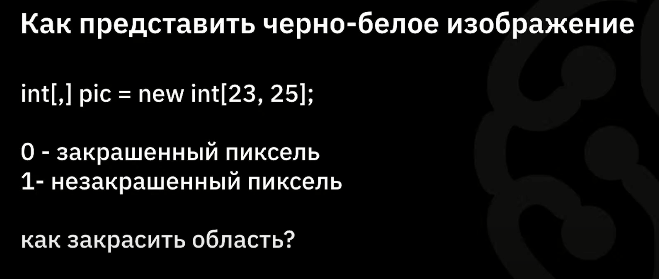 Как представить черно-белое изображение
int[,] pic = new int[23, 25];
0 - закрашенный пиксель
1- незакрашенный пиксель
как закрасить область?